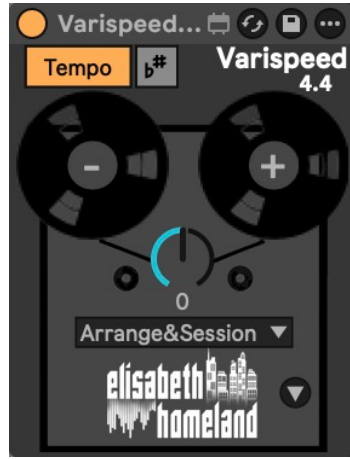 Varispeed...
Tempo
b#
Varispeed
4.4
-
+
0
Arrange&Session
elisabeth
homeland